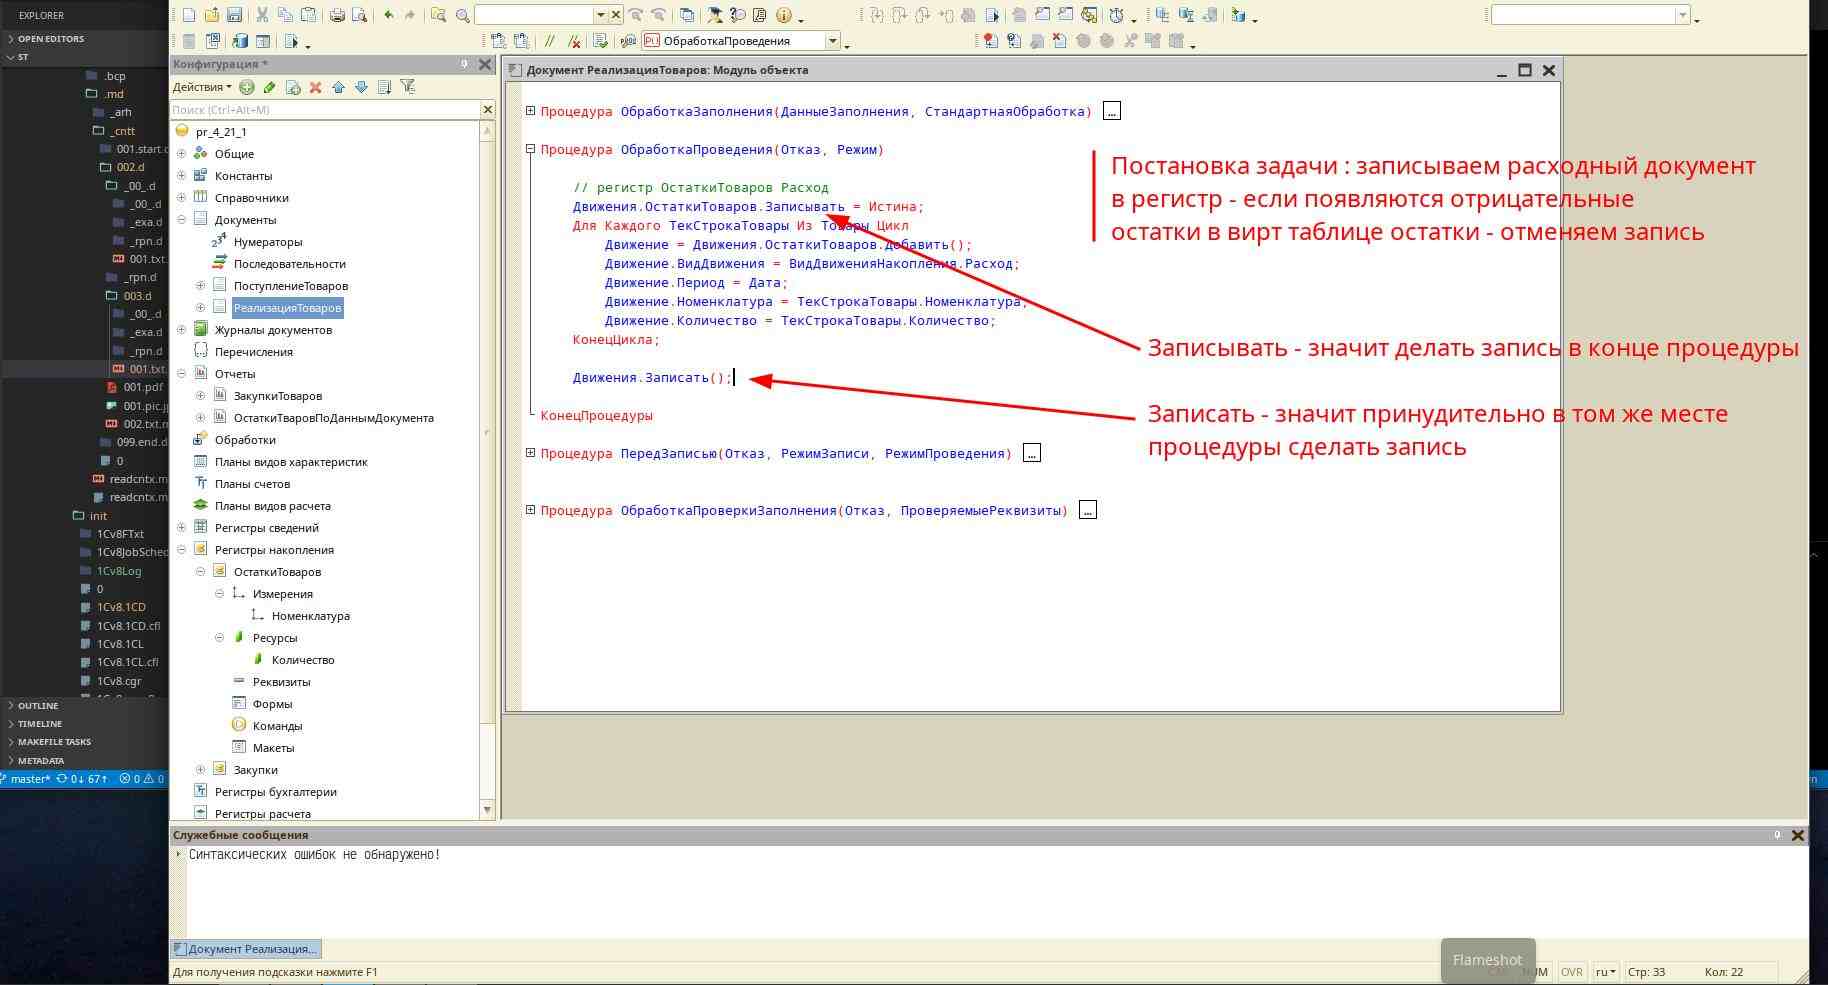 EXPLORER
OPEN EDITORS
ST
.bcp
.md
_arh
_cntt
001.start.c
002.d
_00_.d
_00_.d
_exa.d
_rpn.d
001.txt.
_rpn.d
003.d
_00_.d
_exa.d
_rpn.d
001.txt.
001.pdf
001.pic.j
002.txt.m
099.end.d
0
readcntx.m
readcntx.m
init
1Cv8FTxt
1Cv8JobSched
1Cv8Log
0
1Cv8.1CD
1Cv8.1CD.cfl
1Cv8.1CL
1Cv8.1CL.cfl
1Cv8.cgr
OUTLINE
TIMELINE
MAKEFILE TASKS
METADATA
master* 0↓ 67↑ 0 0
ОбработкаПроведения
Конфигурация *
Действия
Поиск (Ctrl+Alt+M)
pr_4_21_1
Общие
Константы
Справочники
Документы
Нумераторы
Последовательности
ПоступлениеТоваров
РеализацияТоваров
Журналы документов
Перечисления
Отчеты
ЗакупкиТоваров
ОстаткиТваровПоДаннымДокумента
Обработки
Планы видов характеристик
Планы счетов
Планы видов расчета
Регистры сведений
Регистры накопления
ОстаткиТоваров
Измерения
Номенклатура
Ресурсы
Количество
Реквизиты
Формы
Команды
Макеты
Закупки
Регистры бухгалтерии
Регистры расчета
Документ РеализацияТоваров: Модуль объекта
Процедура ОбработкаЗаполнения(ДанныеЗаполнения, СтандартнаяОбработка) ...
Процедура ОбработкаПроведения(Отказ, Режим)
// регистр ОстаткиТоваров Расход
Движения.ОстаткиТоваров.Записывать = Истина;
Для Каждого ТекСтрокаТовары Из Товары Цикл
Движение = Движения.ОстаткиТоваров.Добавить();
Движение.ВидДвижения = ВидДвиженияНакопления.Расход;
Движение.Период = Дата;
Движение.Номенклатура = ТекСтрокаТовары.Номенклатура;
Движение.Количество = ТекСтрокаТовары.Количество;
КонецЦикла;
Движения.Записать();
КонецПроцедуры
Процедура ПередЗаписью(Отказ, РежимЗаписи, РежимПроведения) ...
Процедура ОбработкаПроверкиЗаполнения(Отказ, ПроверяемыеРеквизиты) ...
Постановка задачи : записываем расходный документ
в регистр - если появляются отрицательные
остатки в вирт таблице остатки - отменяем запись
Записывать - значит делать запись в конце процедуры
Записать - значит принудительно в том же месте
процедуры сделать запись
Служебные сообщения
Синтаксических ошибок не обнаружено!
Документ Реализация...
Для получения подсказки нажмите F1
Flameshot
NUM
OVR
ru
Стр: 33
Кол: 22